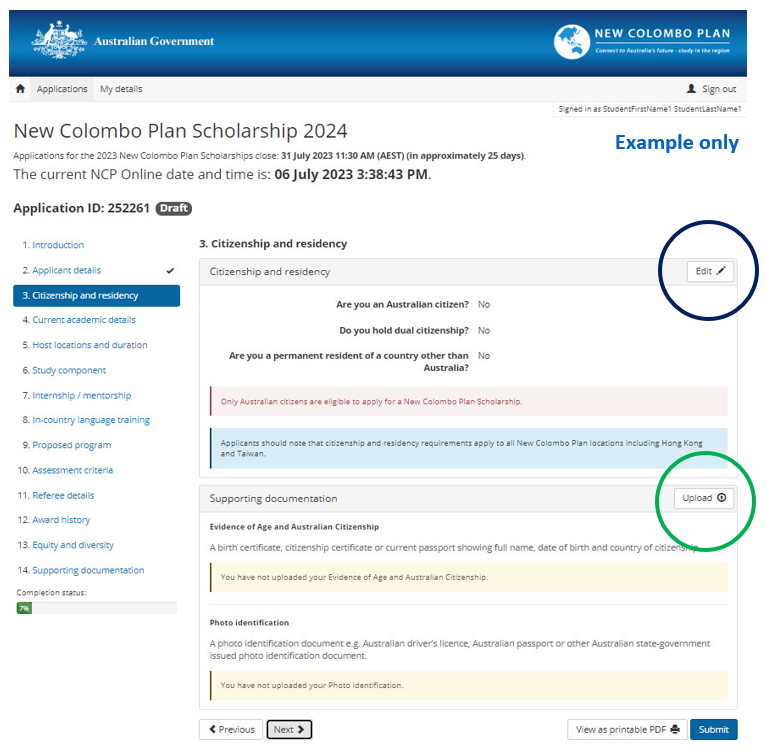 Australian Government
NEW COLOMBO PLAN
Connect to Australia's future - study in the region
Applications
My details
Sign out
Signed in as StudentFirstName1 StudentLastName1
New Colombo Plan Scholarship 2024
Example only
Applications for the 2023 New Colombo Plan Scholarships close: 31 July 2023 11:30 AM (AEST) (in approximately 25 days).
The current NCP Online date and time is: 06 July 2023 3:38:43 PM.
Application ID: 252261 Draft
1. Introduction
2. Applicant details
3. Citizenship and residency
4. Current academic details
5. Host locations and duration
6. Study component
7. Internship / mentorship
8. In-country language training
9. Proposed program
10. Assessment criteria
11. Referee details
12. Award history
13. Equity and diversity
14. Supporting documentation
Completion status:
7%
3. Citizenship and residency
Citizenship and residency
Edit
Are you an Australian citizen? No
Do you hold dual citizenship? No
Are you a permanent resident of a country other than No
Australia?
Only Australian citizens are eligible to apply for a New Colombo Plan Scholarship.
Applicants should note that citizenship and residency requirements apply to all New Colombo Plan locations including Hong Kong
and Taiwan.
Supporting documentation
Upload
Evidence of Age and Australian Citizenship
A birth certificate, citizenship certificate or current passport showing full name, date of birth and country of citizenship.
You have not uploaded your Evidence of Age and Australian Citizenship.
Photo identification
A photo identification document e.g. Australian driver's licence, Australian passport or other Australian state-government
issued photo identification document.
You have not uploaded your Photo identification.
Previous
Next
View as printable PDF
Submit